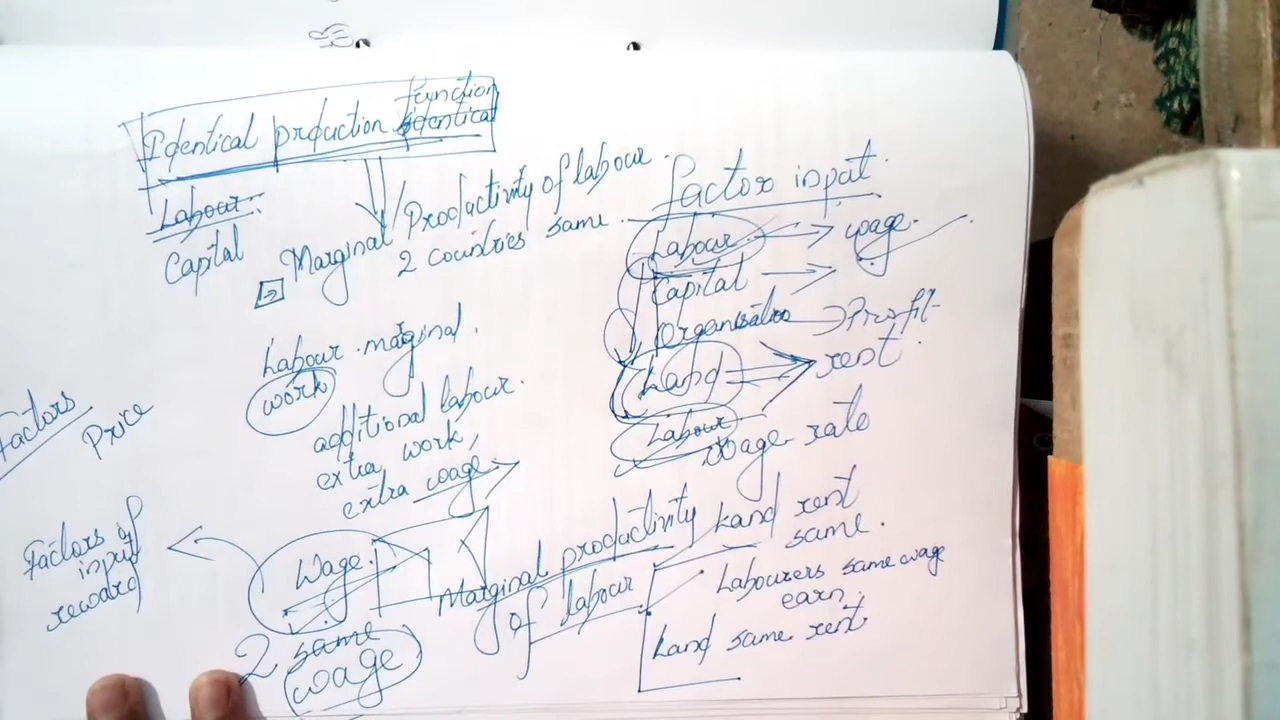 function
Identical production identical
Labour
Capital
Marginal Productivity of labour.
2 countries same
Labour marginal.
work
additional labour.
extra work,
extra wage
Factors
Price
Factors of
input
reward
Wage.
2 same
wage
factor input
Labour → wage.
Capital →
Organisation → Profit
Land → rent.
Labour
wage rate
Marginal productivity
of labour
Land rent
same.
Labourers same wage
earn.
Land same rent